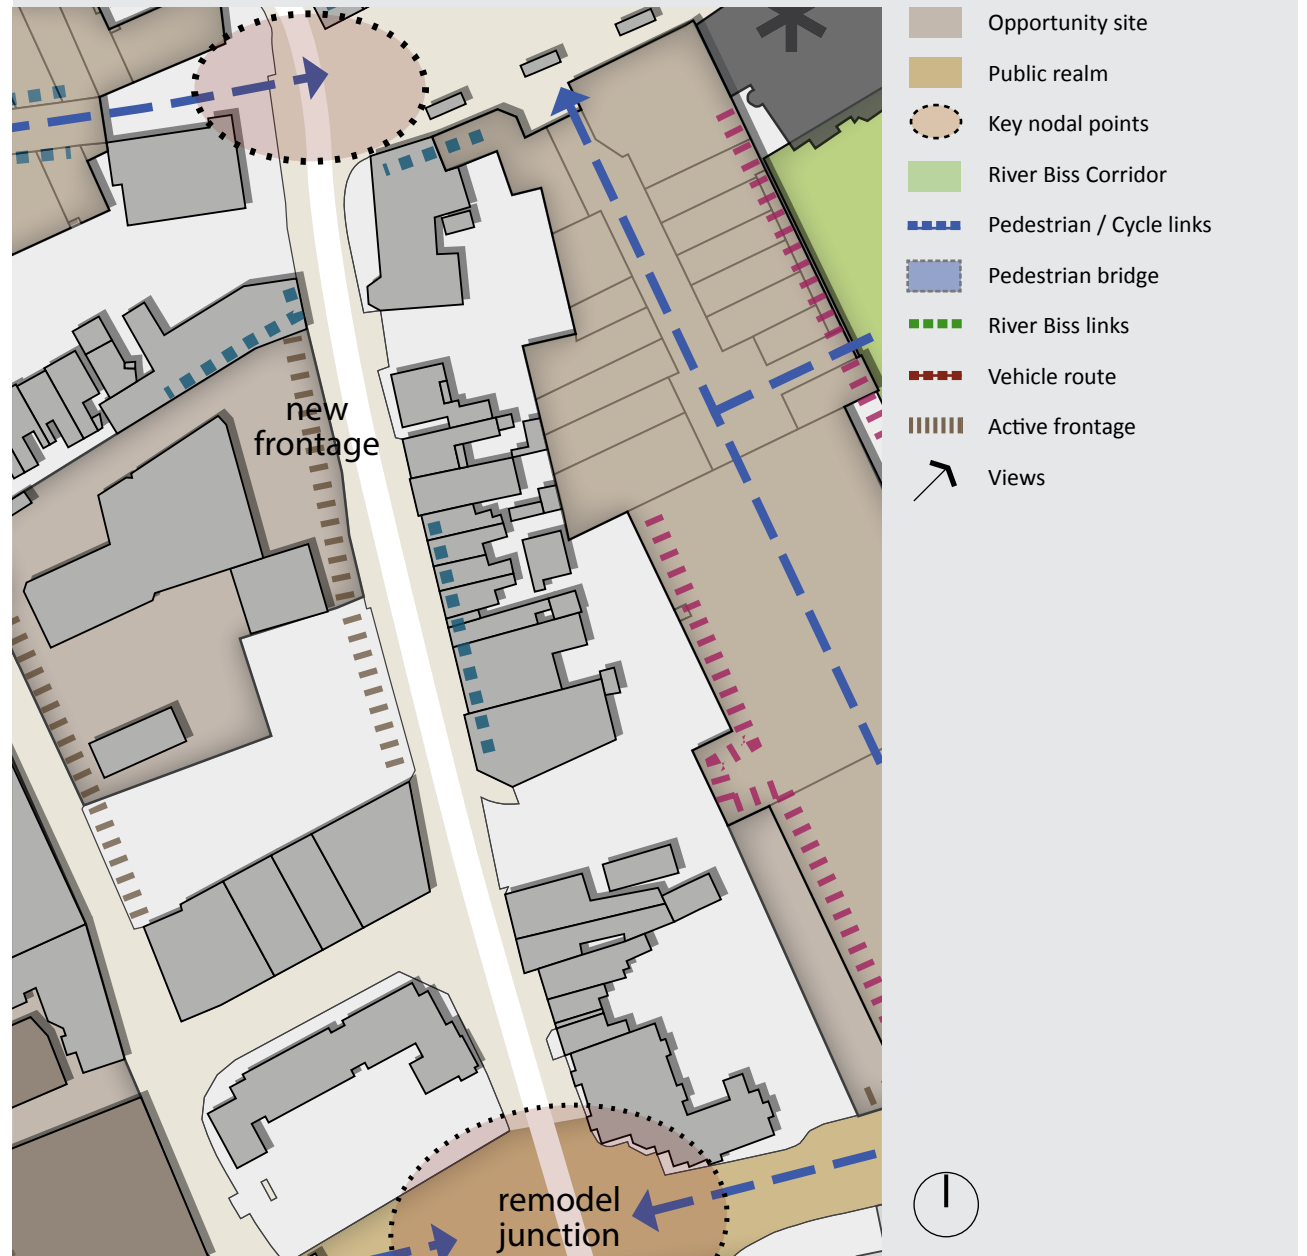 Opportunity site
Public realm
Key nodal points
River Biss Corridor
Pedestrian / Cycle links
Pedestrian bridge
River Biss links
Vehicle route
Active frontage
Views
new
frontage
remodel
junction